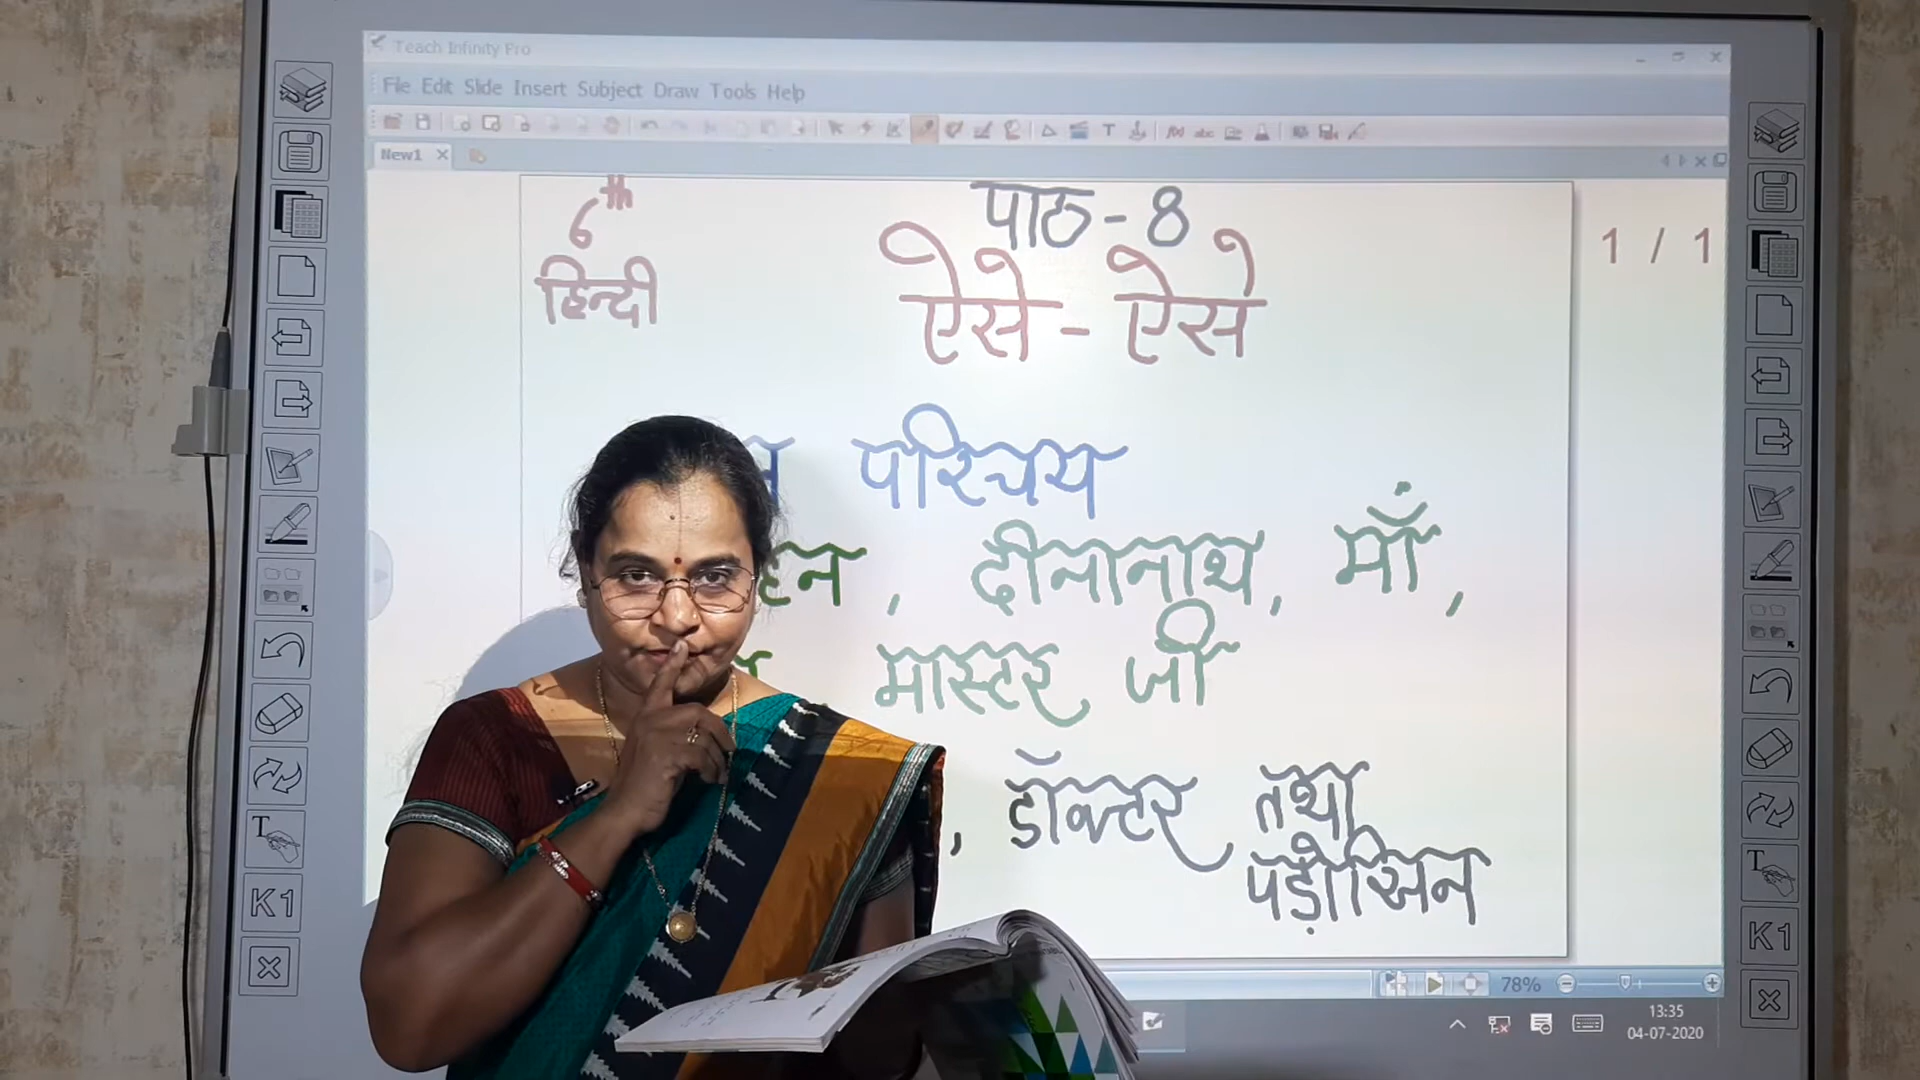 Teach Infinity Pro
File Edit Slide Insert Subject Draw Tools Help
New1
6th
हिन्दी
पाठ-8
ऐसे-ऐसे
1 / 1
परिचय
, दीनानाथ, माँ,
मास्टर जी
, डॉक्टर तथा
पड़ोसिन
78%
13:35
04-07-2020
T
K1
T
K1